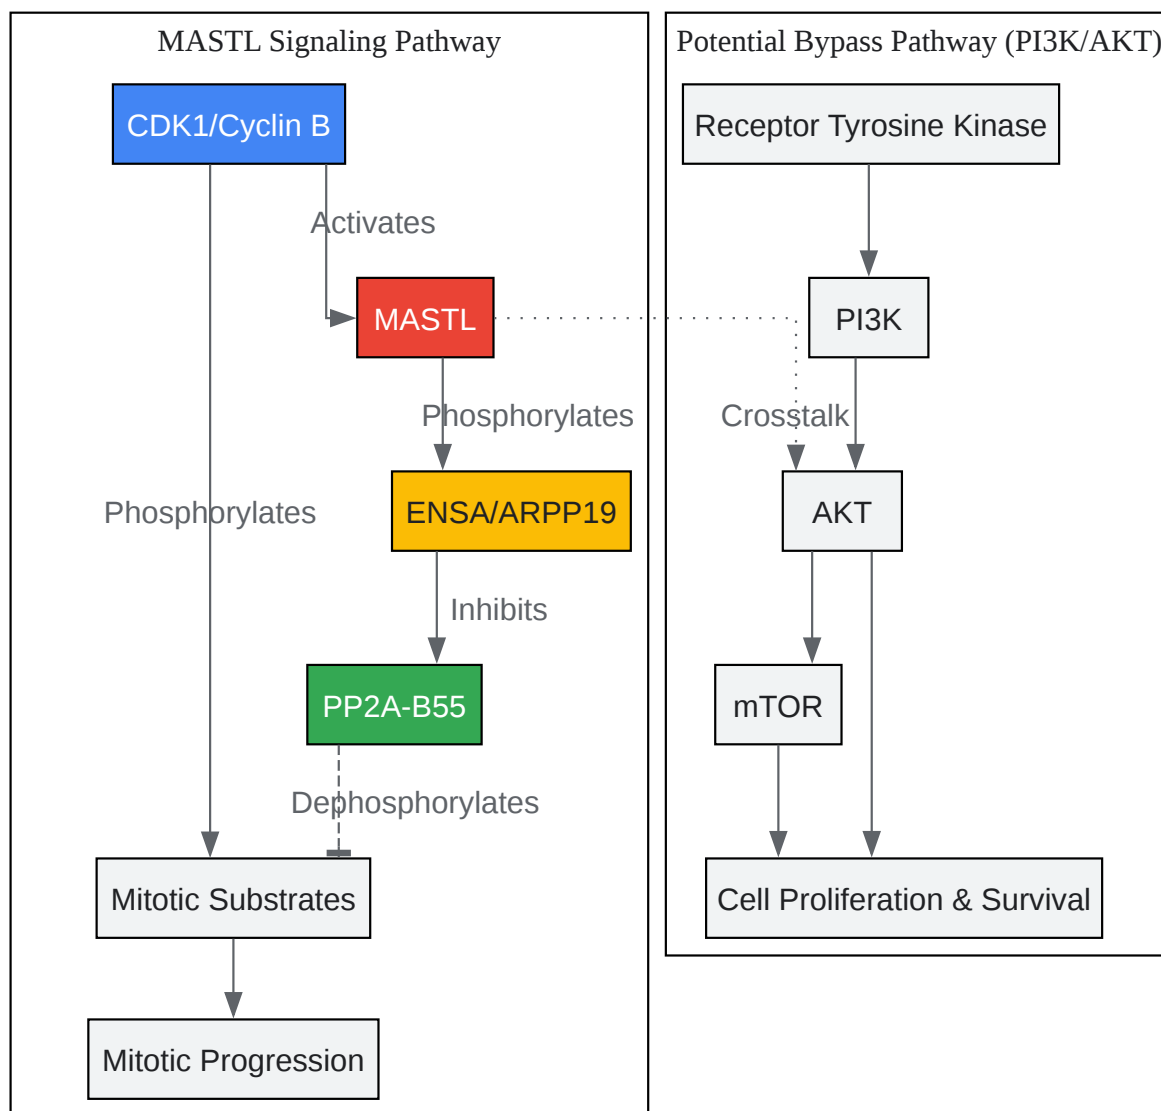 MASTL Signaling Pathway
CDK1/Cyclin B
Activates
MASTL
Phosphorylates
ENSA/ARPP19
Phosphorylates
Inhibits
PP2A-B55
Dephosphorylates
Mitotic Substrates
Mitotic Progression
Potential Bypass Pathway (PI3K/AKT)
Receptor Tyrosine Kinase
PI3K
Crosstalk
AKT
mTOR
Cell Proliferation & Survival